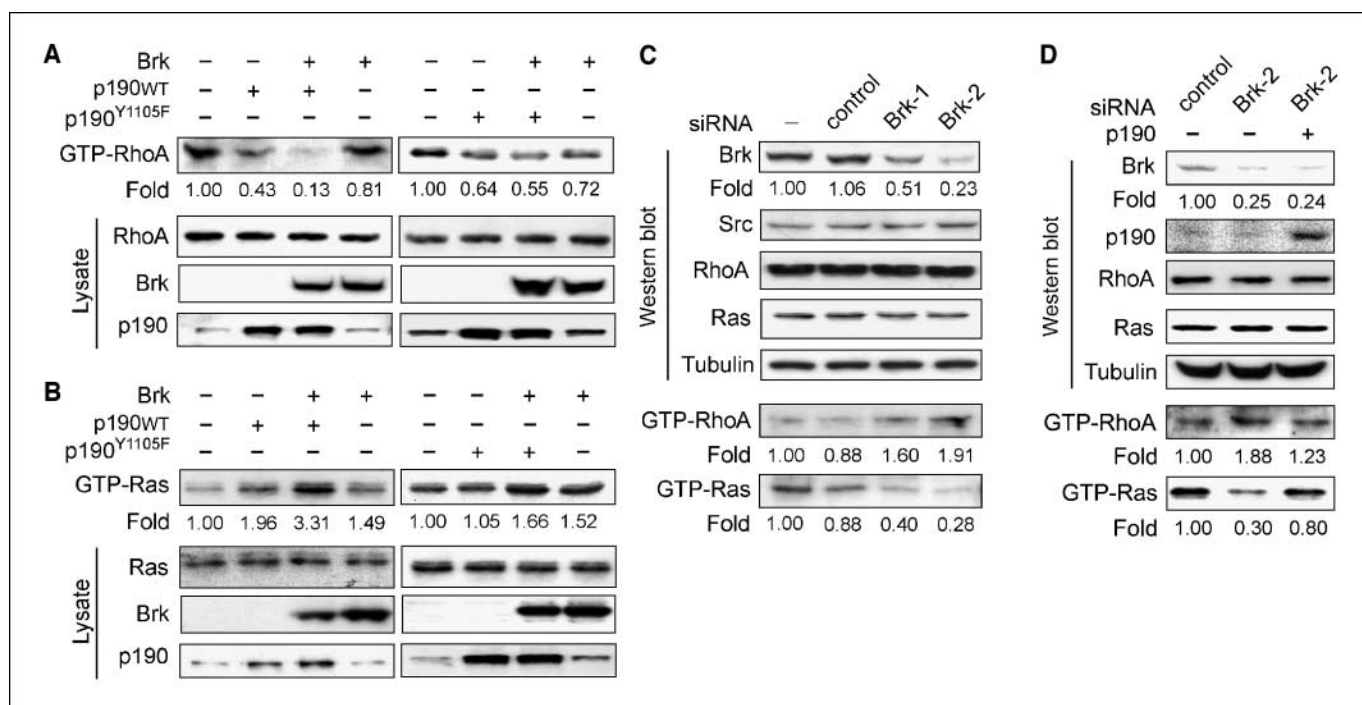 A
Brk − − + + − − + +
p190WT − + + − − − − −
p190Y1105F − − − − − + + −
GTP-RhoA
Fold 1.00 0.43 0.13 0.81 1.00 0.64 0.55 0.72
Lysate
RhoA
Brk
p190
B
Brk − − + + − − + +
p190WT − + + − − − − −
p190Y1105F − − − − − + + −
GTP-Ras
Fold 1.00 1.96 3.31 1.49 1.00 1.05 1.66 1.52
Lysate
Ras
Brk
p190
C
siRNA − control Brk-1 Brk-2
Western blot
Brk
Fold 1.00 1.06 0.51 0.23
Src
RhoA
Ras
Tubulin
GTP-RhoA
Fold 1.00 0.88 1.60 1.91
GTP-Ras
Fold 1.00 0.88 0.40 0.28
D
siRNA control Brk-2 Brk-2
p190 − − +
Western blot
Brk
Fold 1.00 0.25 0.24
p190
RhoA
Ras
Tubulin
GTP-RhoA
Fold 1.00 1.88 1.23
GTP-Ras
Fold 1.00 0.30 0.80